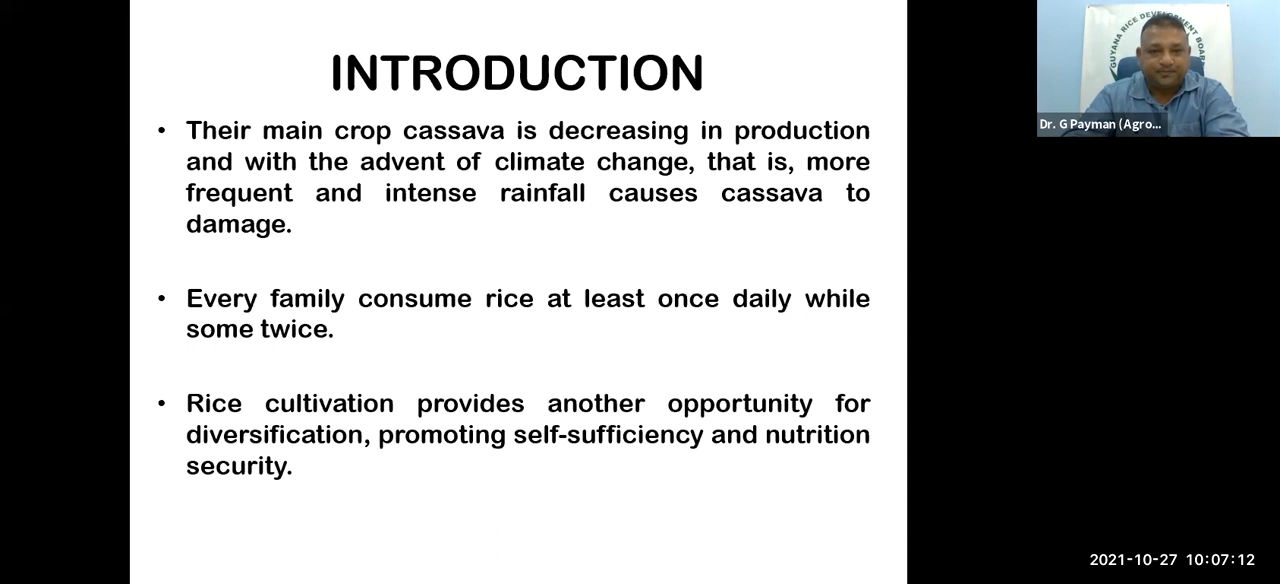 INTRODUCTION
• Their main crop cassava is decreasing in production
and with the advent of climate change, that is, more
frequent and intense rainfall causes cassava to
damage.
• Every family consume rice at least once daily while
some twice.
• Rice cultivation provides another opportunity for
diversification, promoting self-sufficiency and nutrition
security.
GUYANA RICE DEVELOPMENT BOARD
Dr. G Payman (Agro...
2021-10-27 10:07:12